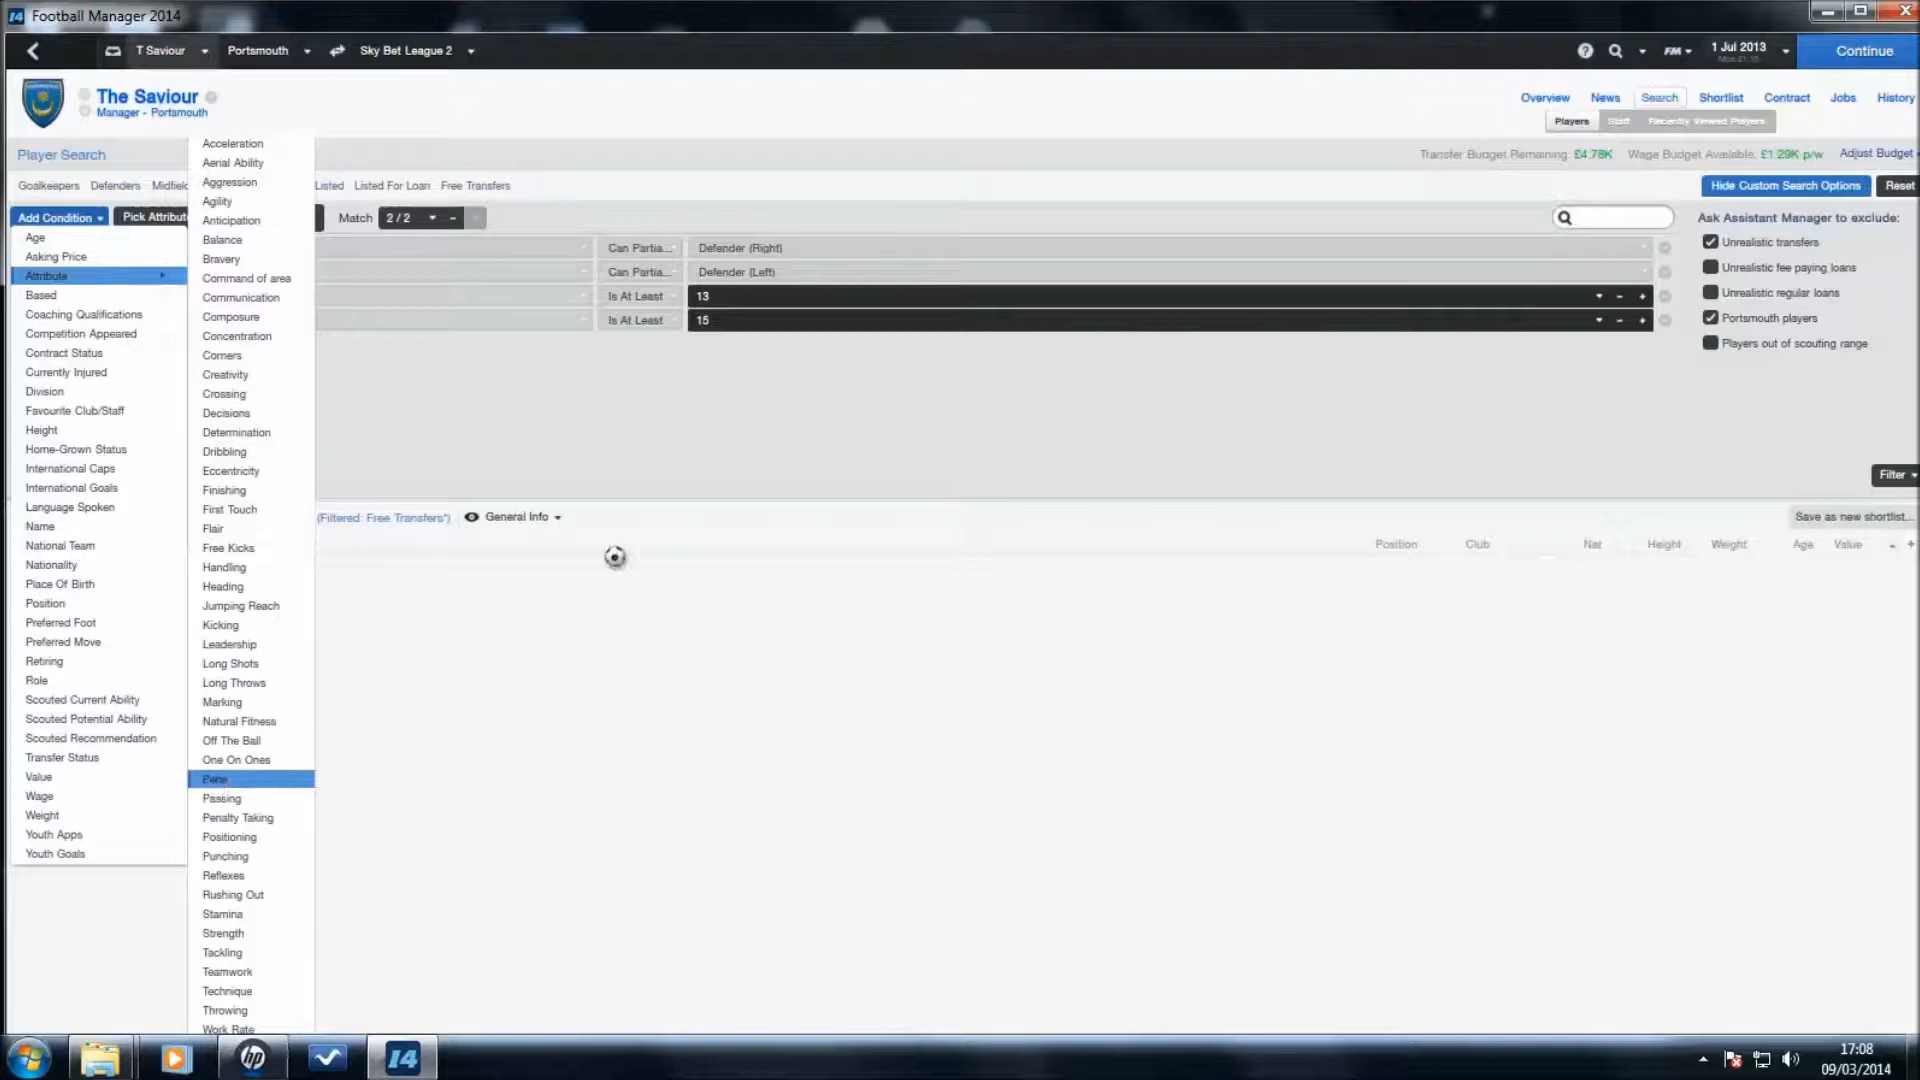 Football Manager 2014
T Saviour Portsmouth Sky Bet League 2 FM 1 Jul 2013 Continue
The Saviour
Manager - Portsmouth
Overview News Search Shortlist Contract Jobs History
Players Staff Recently Viewed Players
Player Search
Transfer Budget Remaining: £4.78K Wage Budget Available: £1.29K p/w Adjust Budget
Goalkeepers Defenders Midfiel Listed Listed For Loan Free Transfers
Hide Custom Search Options Reset
Add Condition Pick Attribut Match 2 / 2
Ask Assistant Manager to exclude:
Unrealistic transfers
Unrealistic fee paying loans
Unrealistic regular loans
Portsmouth players
Players out of scouting range
Can Partia... Defender (Right)
Can Partia... Defender (Left)
Is At Least 13
Is At Least 15
Age
Asking Price
Attribute
Based
Coaching Qualifications
Competition Appeared
Contract Status
Currently Injured
Division
Favourite Club/Staff
Height
Home-Grown Status
International Caps
International Goals
Language Spoken
Name
National Team
Nationality
Place Of Birth
Position
Preferred Foot
Preferred Move
Retiring
Role
Scouted Current Ability
Scouted Potential Ability
Scouted Recommendation
Transfer Status
Value
Wage
Weight
Youth Apps
Youth Goals
Acceleration
Aerial Ability
Aggression
Agility
Anticipation
Balance
Bravery
Command of area
Communication
Composure
Concentration
Corners
Creativity
Crossing
Decisions
Determination
Dribbling
Eccentricity
Finishing
First Touch
Flair
Free Kicks
Handling
Heading
Jumping Reach
Kicking
Leadership
Long Shots
Long Throws
Marking
Natural Fitness
Off The Ball
One On Ones
Pace
Passing
Penalty Taking
Positioning
Punching
Reflexes
Rushing Out
Stamina
Strength
Tackling
Teamwork
Technique
Throwing
Work Rate
Filter
(Filtered: Free Transfers*) General Info
Save as new shortlist...
Position Club Nat Height Weight Age Value
hp
14
17:08
09/03/2014